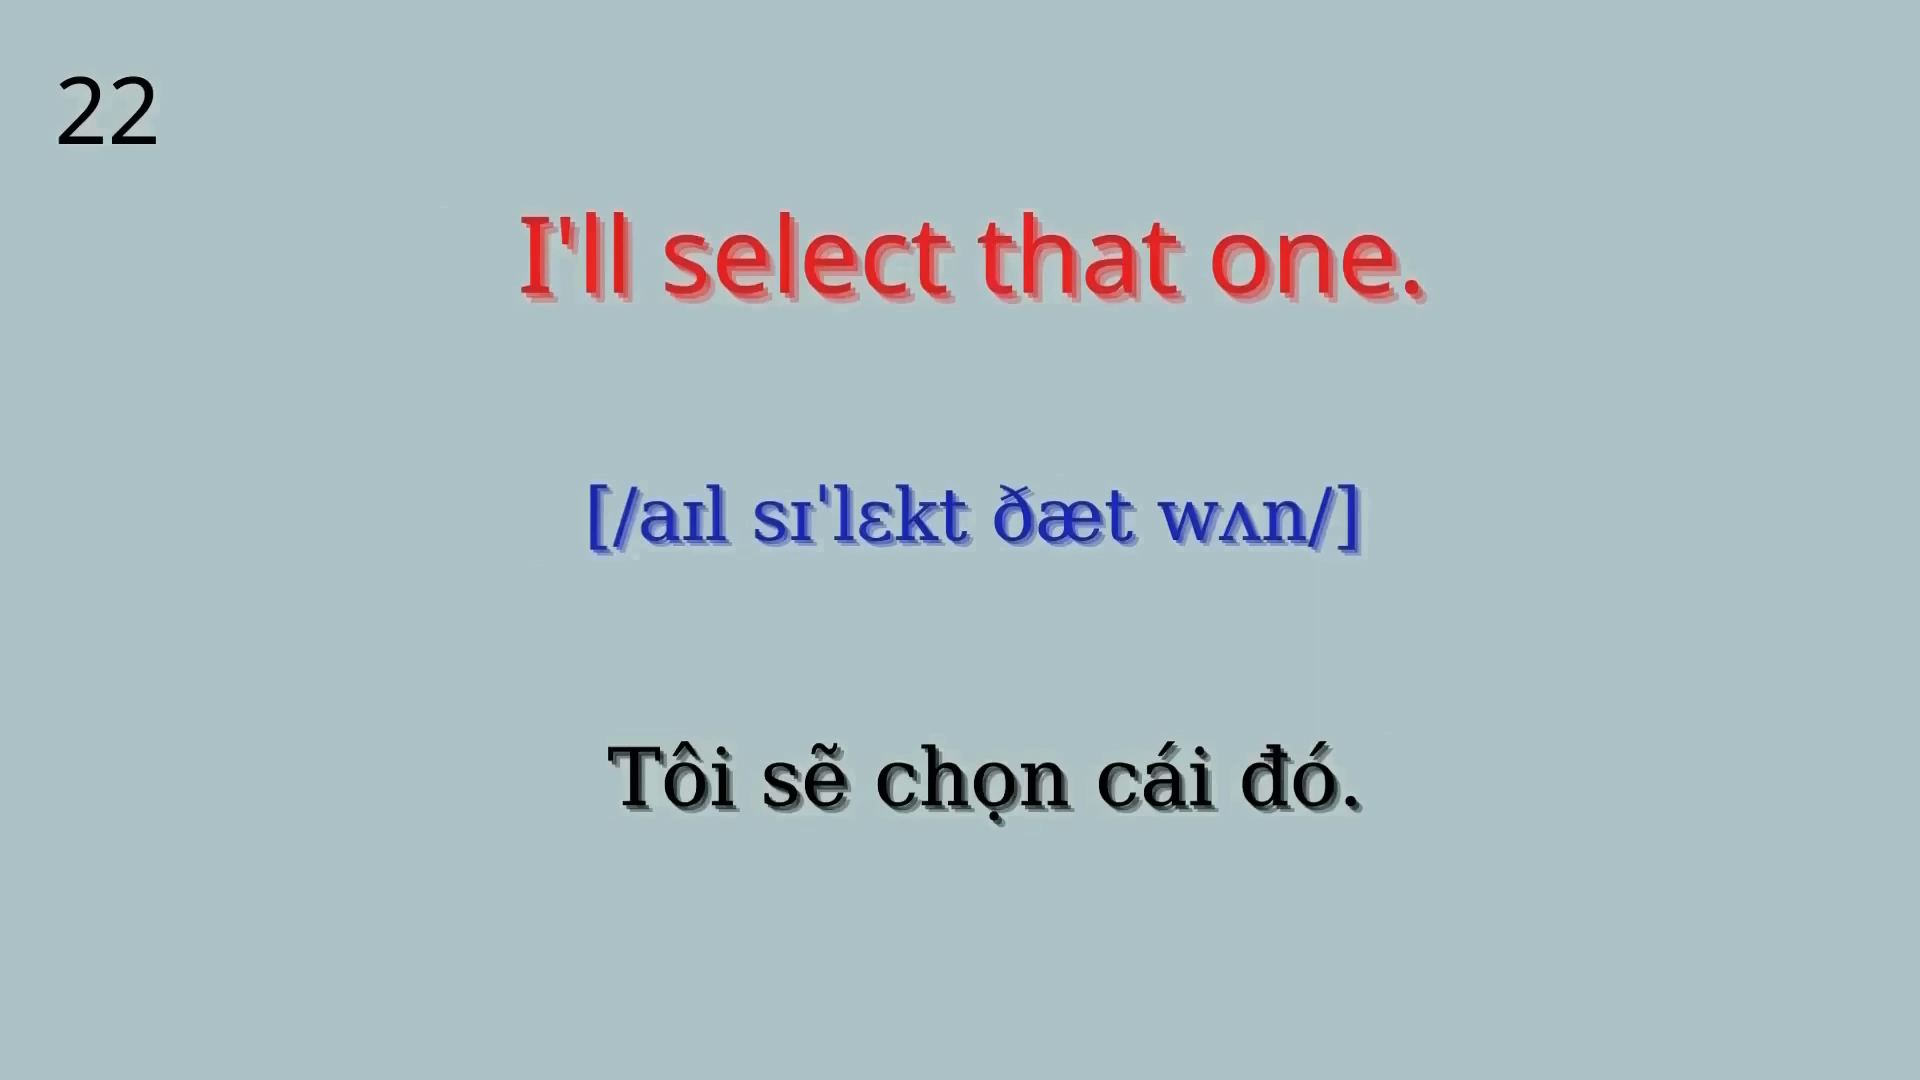 22
I'll select that one.
[/aɪl sɪ'lɛkt ðæt wʌn/]
Tôi sẽ chọn cái đó.